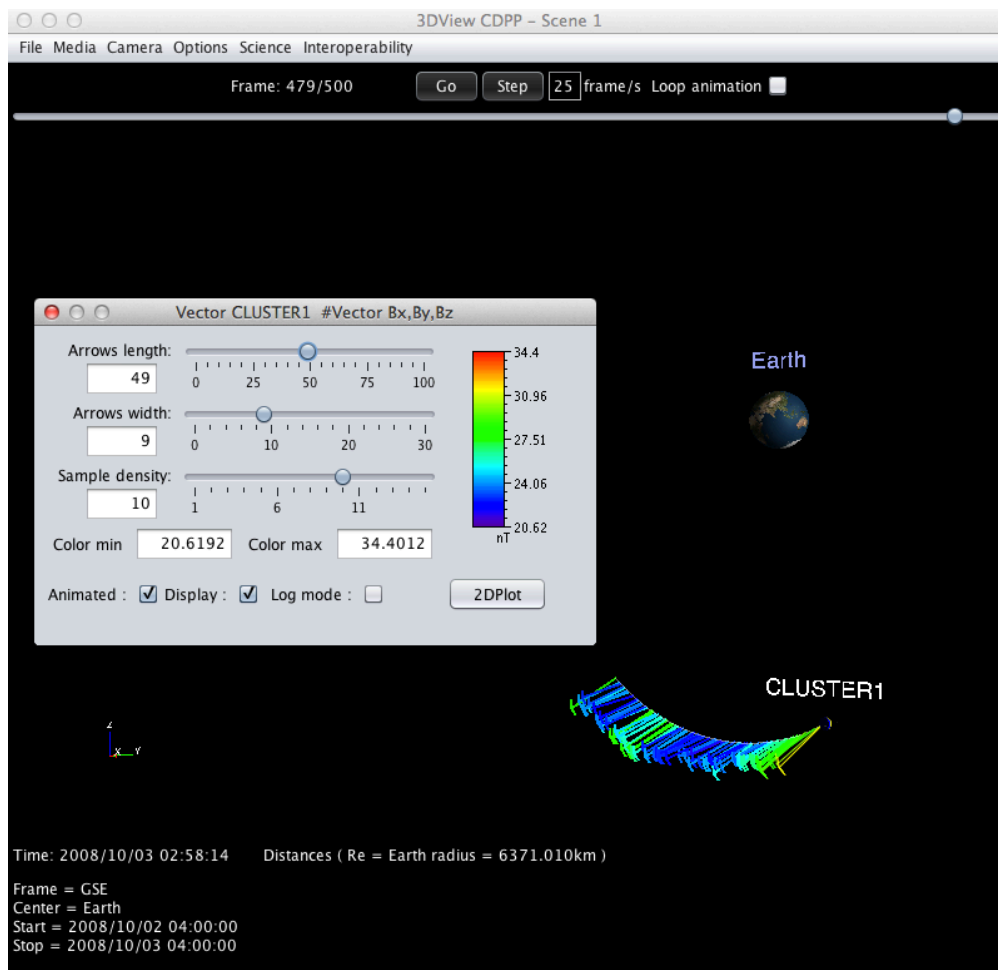 3DView CDPP – Scene 1
File Media Camera Options Science Interoperability
Frame: 479/500 Go Step 25 frame/s Loop animation
Vector CLUSTER1 #Vector Bx,By,Bz
Arrows length:
49
0 25 50 75 100
Arrows width:
9
0 10 20 30
Sample density:
10
1 6 11
34.4
30.96
27.51
24.06
20.62
nT
Color min 20.6192 Color max 34.4012
Animated : Display : Log mode : 2DPlot
Earth
CLUSTER1
Z
X Y
Time: 2008/10/03 02:58:14 Distances ( Re = Earth radius = 6371.010km )
Frame = GSE
Center = Earth
Start = 2008/10/02 04:00:00
Stop = 2008/10/03 04:00:00